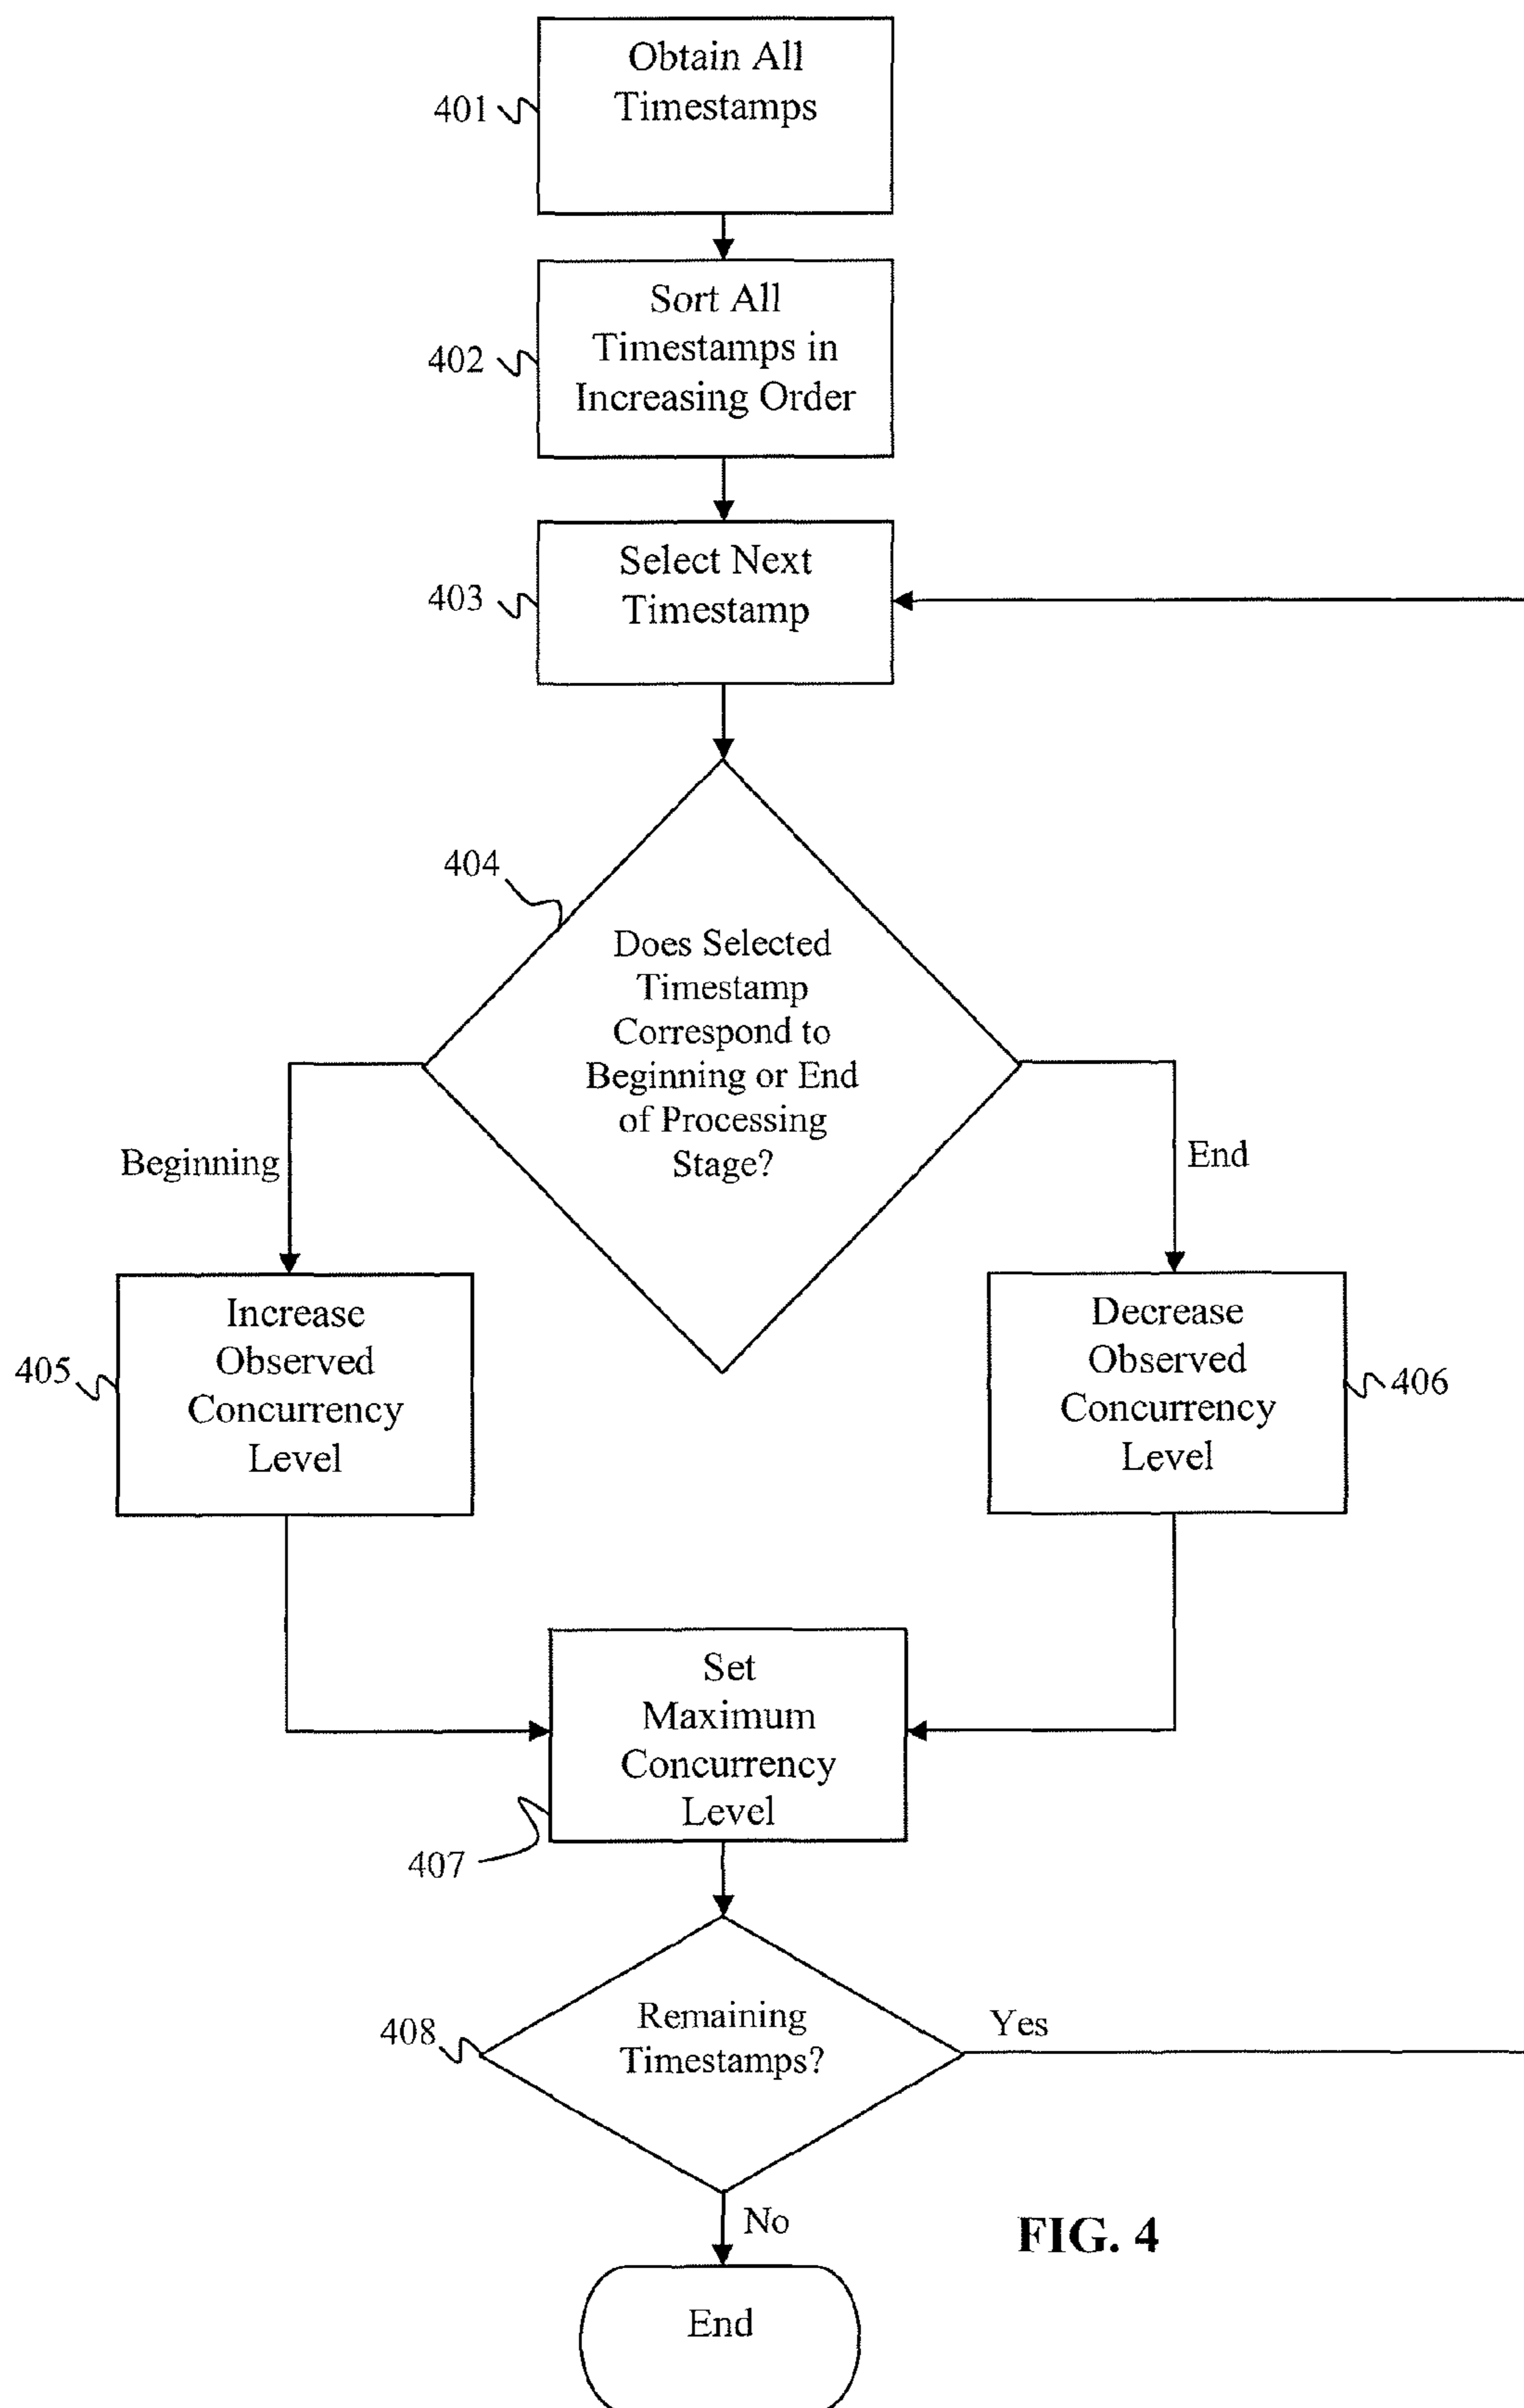 Obtain All
Timestamps
401
Sort All
Timestamps in
Increasing Order
402
Select Next
Timestamp
403
404
Does Selected
Timestamp
Correspond to
Beginning or End
of Processing
Stage?
Beginning
End
Increase
Observed
Concurrency
Level
405
Decrease
Observed
Concurrency
Level
406
Set
Maximum
Concurrency
Level
407
Remaining
Timestamps?
408
Yes
No
FIG. 4
End